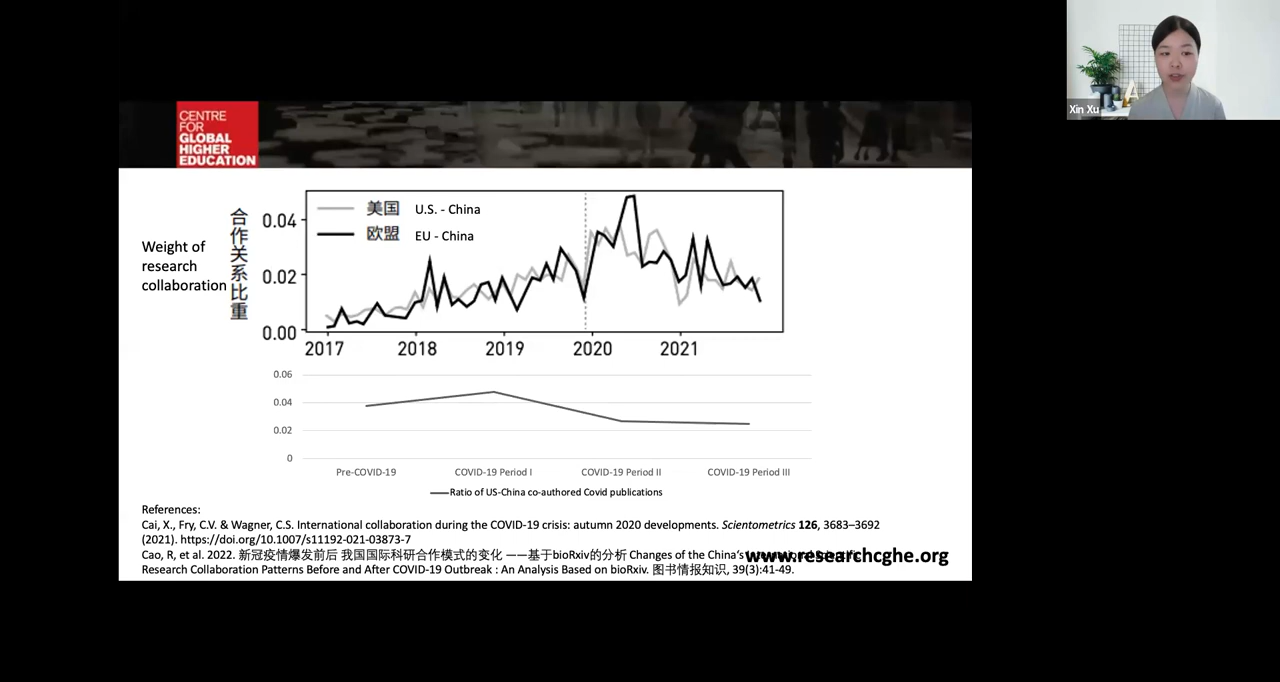 Xin Xu
CENTRE
FOR
GLOBAL
HIGHER
EDUCATION
Weight of
research
collaboration
合作关系比重
0.04
0.02
0.00
美国 U.S. - China
欧盟 EU - China
2017 2018 2019 2020 2021
0.06
0.04
0.02
0
Pre-COVID-19 COVID-19 Period I COVID-19 Period II COVID-19 Period III
Ratio of US-China co-authored Covid publications
References:
Cai, X., Fry, C.V. & Wagner, C.S. International collaboration during the COVID-19 crisis: autumn 2020 developments. Scientometrics 126, 3683–3692
(2021). https://doi.org/10.1007/s11192-021-03873-7
Cao, R, et al. 2022. 新冠疫情爆发前后 我国国际科研合作模式的变化 ——基于bioRxiv的分析 Changes of the China's
Research Collaboration Patterns Before and After COVID-19 Outbreak : An Analysis Based on bioRxiv. 图书情报知识, 39(3):41-49.
www.researchcghe.org